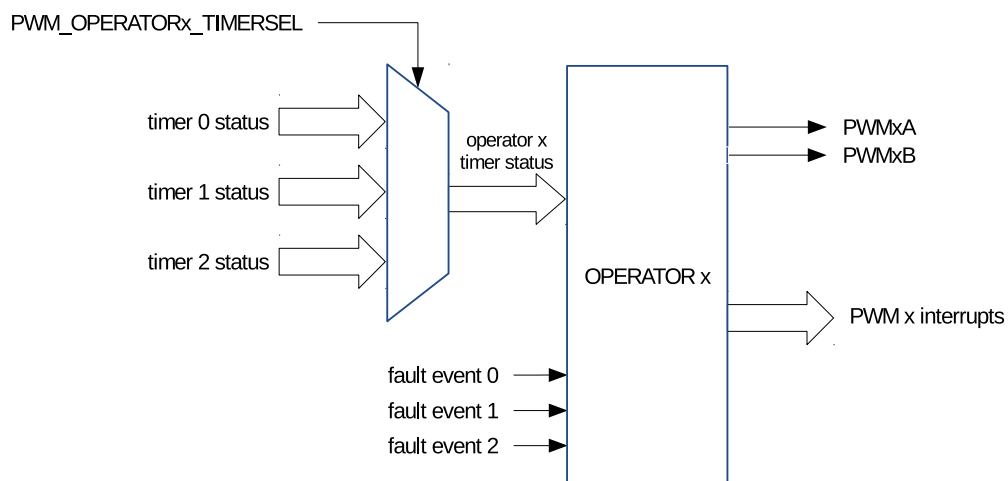 PWM_OPERATORx_TIMERSEL
timer 0 status
timer 1 status
timer 2 status
operator x
timer status
OPERATOR x
PWMxA
PWMxB
PWM x interrupts
fault event 0
fault event 1
fault event 2